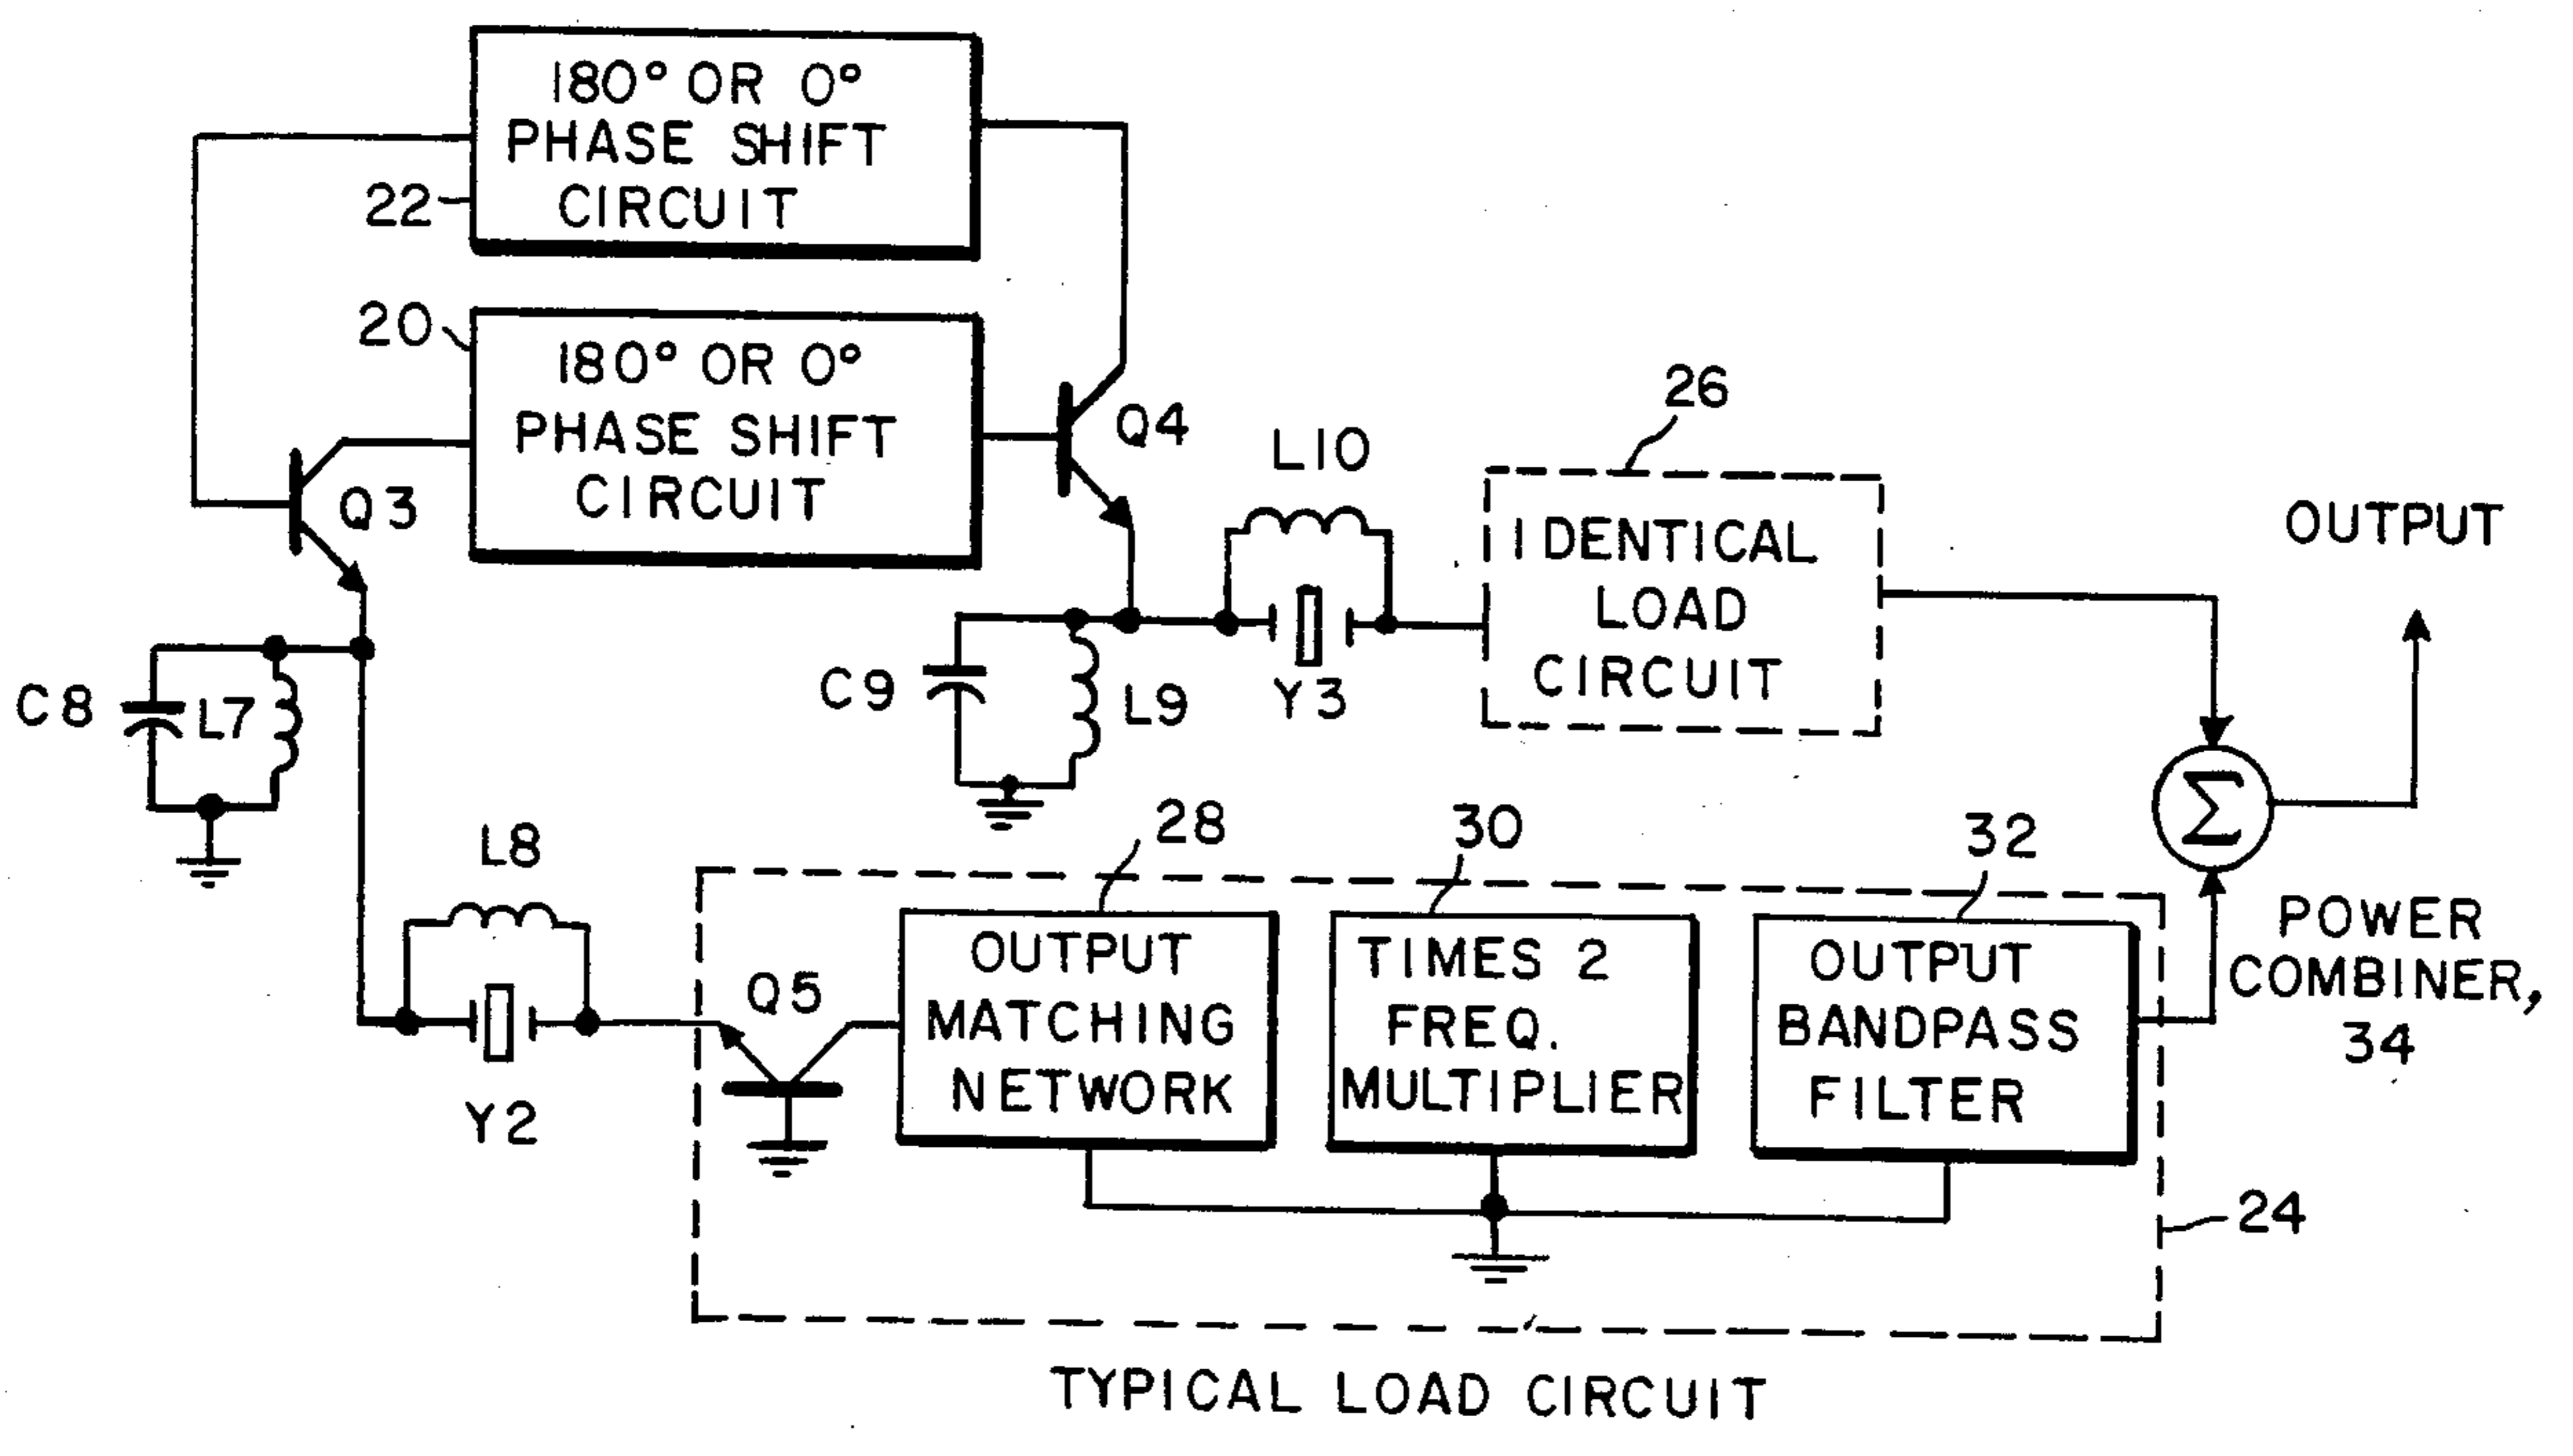 180° OR 0°
PHASE SHIFT
CIRCUIT
22
20
180° OR 0°
PHASE SHIFT
CIRCUIT
Q3
Q4
26
L10
IDENTICAL
LOAD
CIRCUIT
OUTPUT
C8
L7
C9
L9
Y3
Σ
L8
28
30
32
POWER
COMBINER,
34
Q5
OUTPUT
MATCHING
NETWORK
TIMES 2
FREQ.
MULTIPLIER
OUTPUT
BANDPASS
FILTER
Y2
24
TYPICAL LOAD CIRCUIT